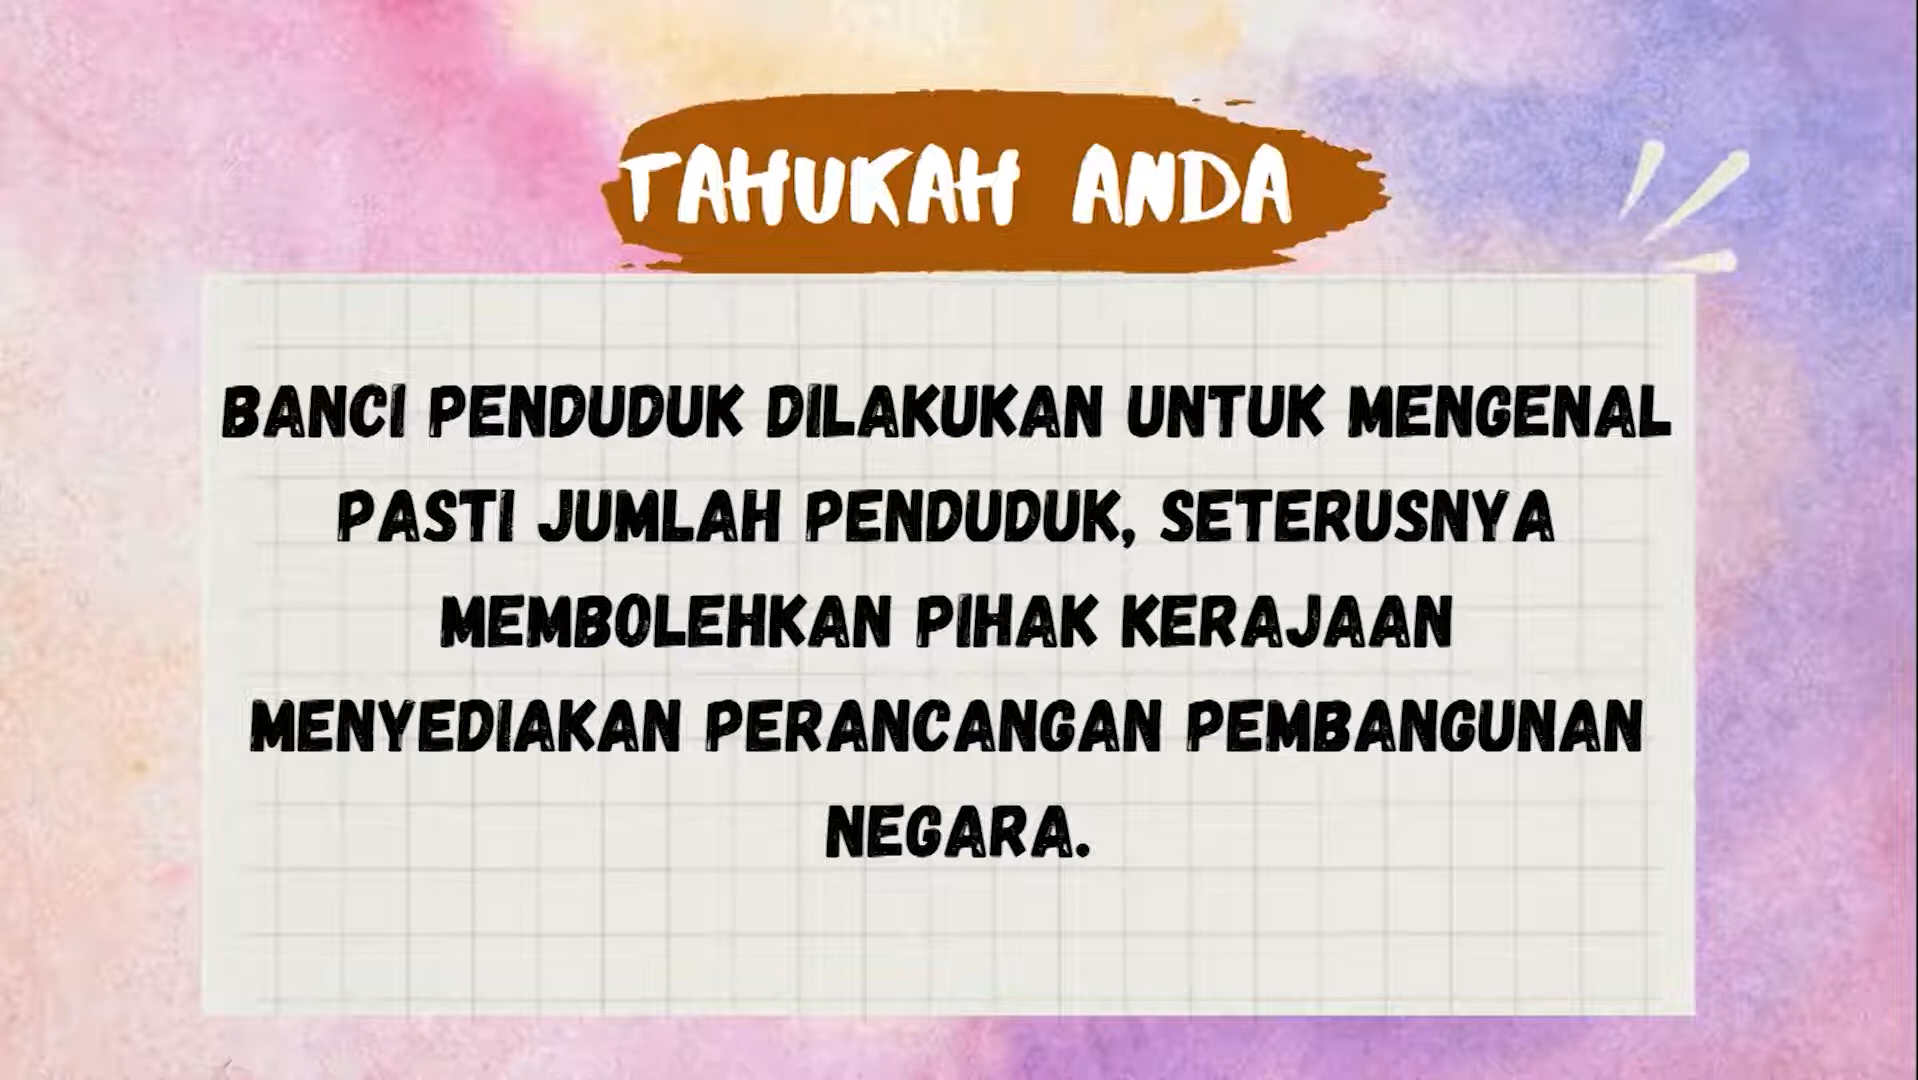 TAHUKAH ANDA
BANCI PENDUDUK DILAKUKAN UNTUK MENGENAL
PASTI JUMLAH PENDUDUK, SETERUSNYA
MEMBOLEHKAN PIHAK KERAJAAN
MENYEDIAKAN PERANCANGAN PEMBANGUNAN
NEGARA.